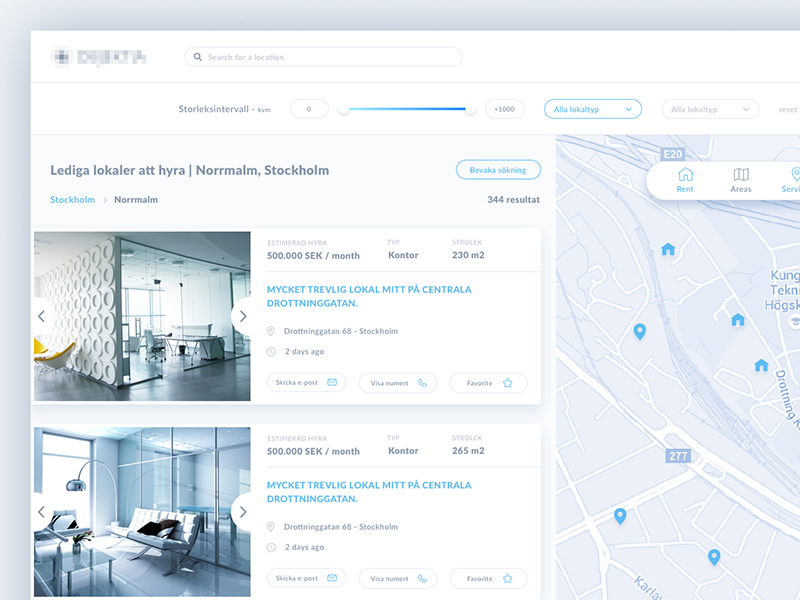 Search for a location
Storleksintervall - kvm
0
+1000
Alla lokaltyp
Alla lokaltyp
reset
Lediga lokaler att hyra | Norrmalm, Stockholm
Bevaka sökning
Stockholm > Norrmalm
344 resultat
ESTIMERAD HYRA
TYP
STROLEK
500.000 SEK / month
Kontor
230 m2
MYCKET TREVLIG LOKAL MITT PÅ CENTRALA
DROTTNINGGATAN.
Drottninggatan 68 - Stockholm
2 days ago
Skicka e-post
Visa numert
Favorite
ESTIMERAD HYRA
TYP
STROLEK
500.000 SEK / month
Kontor
265 m2
MYCKET TREVLIG LOKAL MITT PÅ CENTRALA
DROTTNINGGATAN.
Drottninggatan 68 - Stockholm
2 days ago
Skicka e-post
Visa numert
Favorite
E20
Rent
Areas
Servi
Kung
Tekni
Högsk
Drottning K
277
Karlav